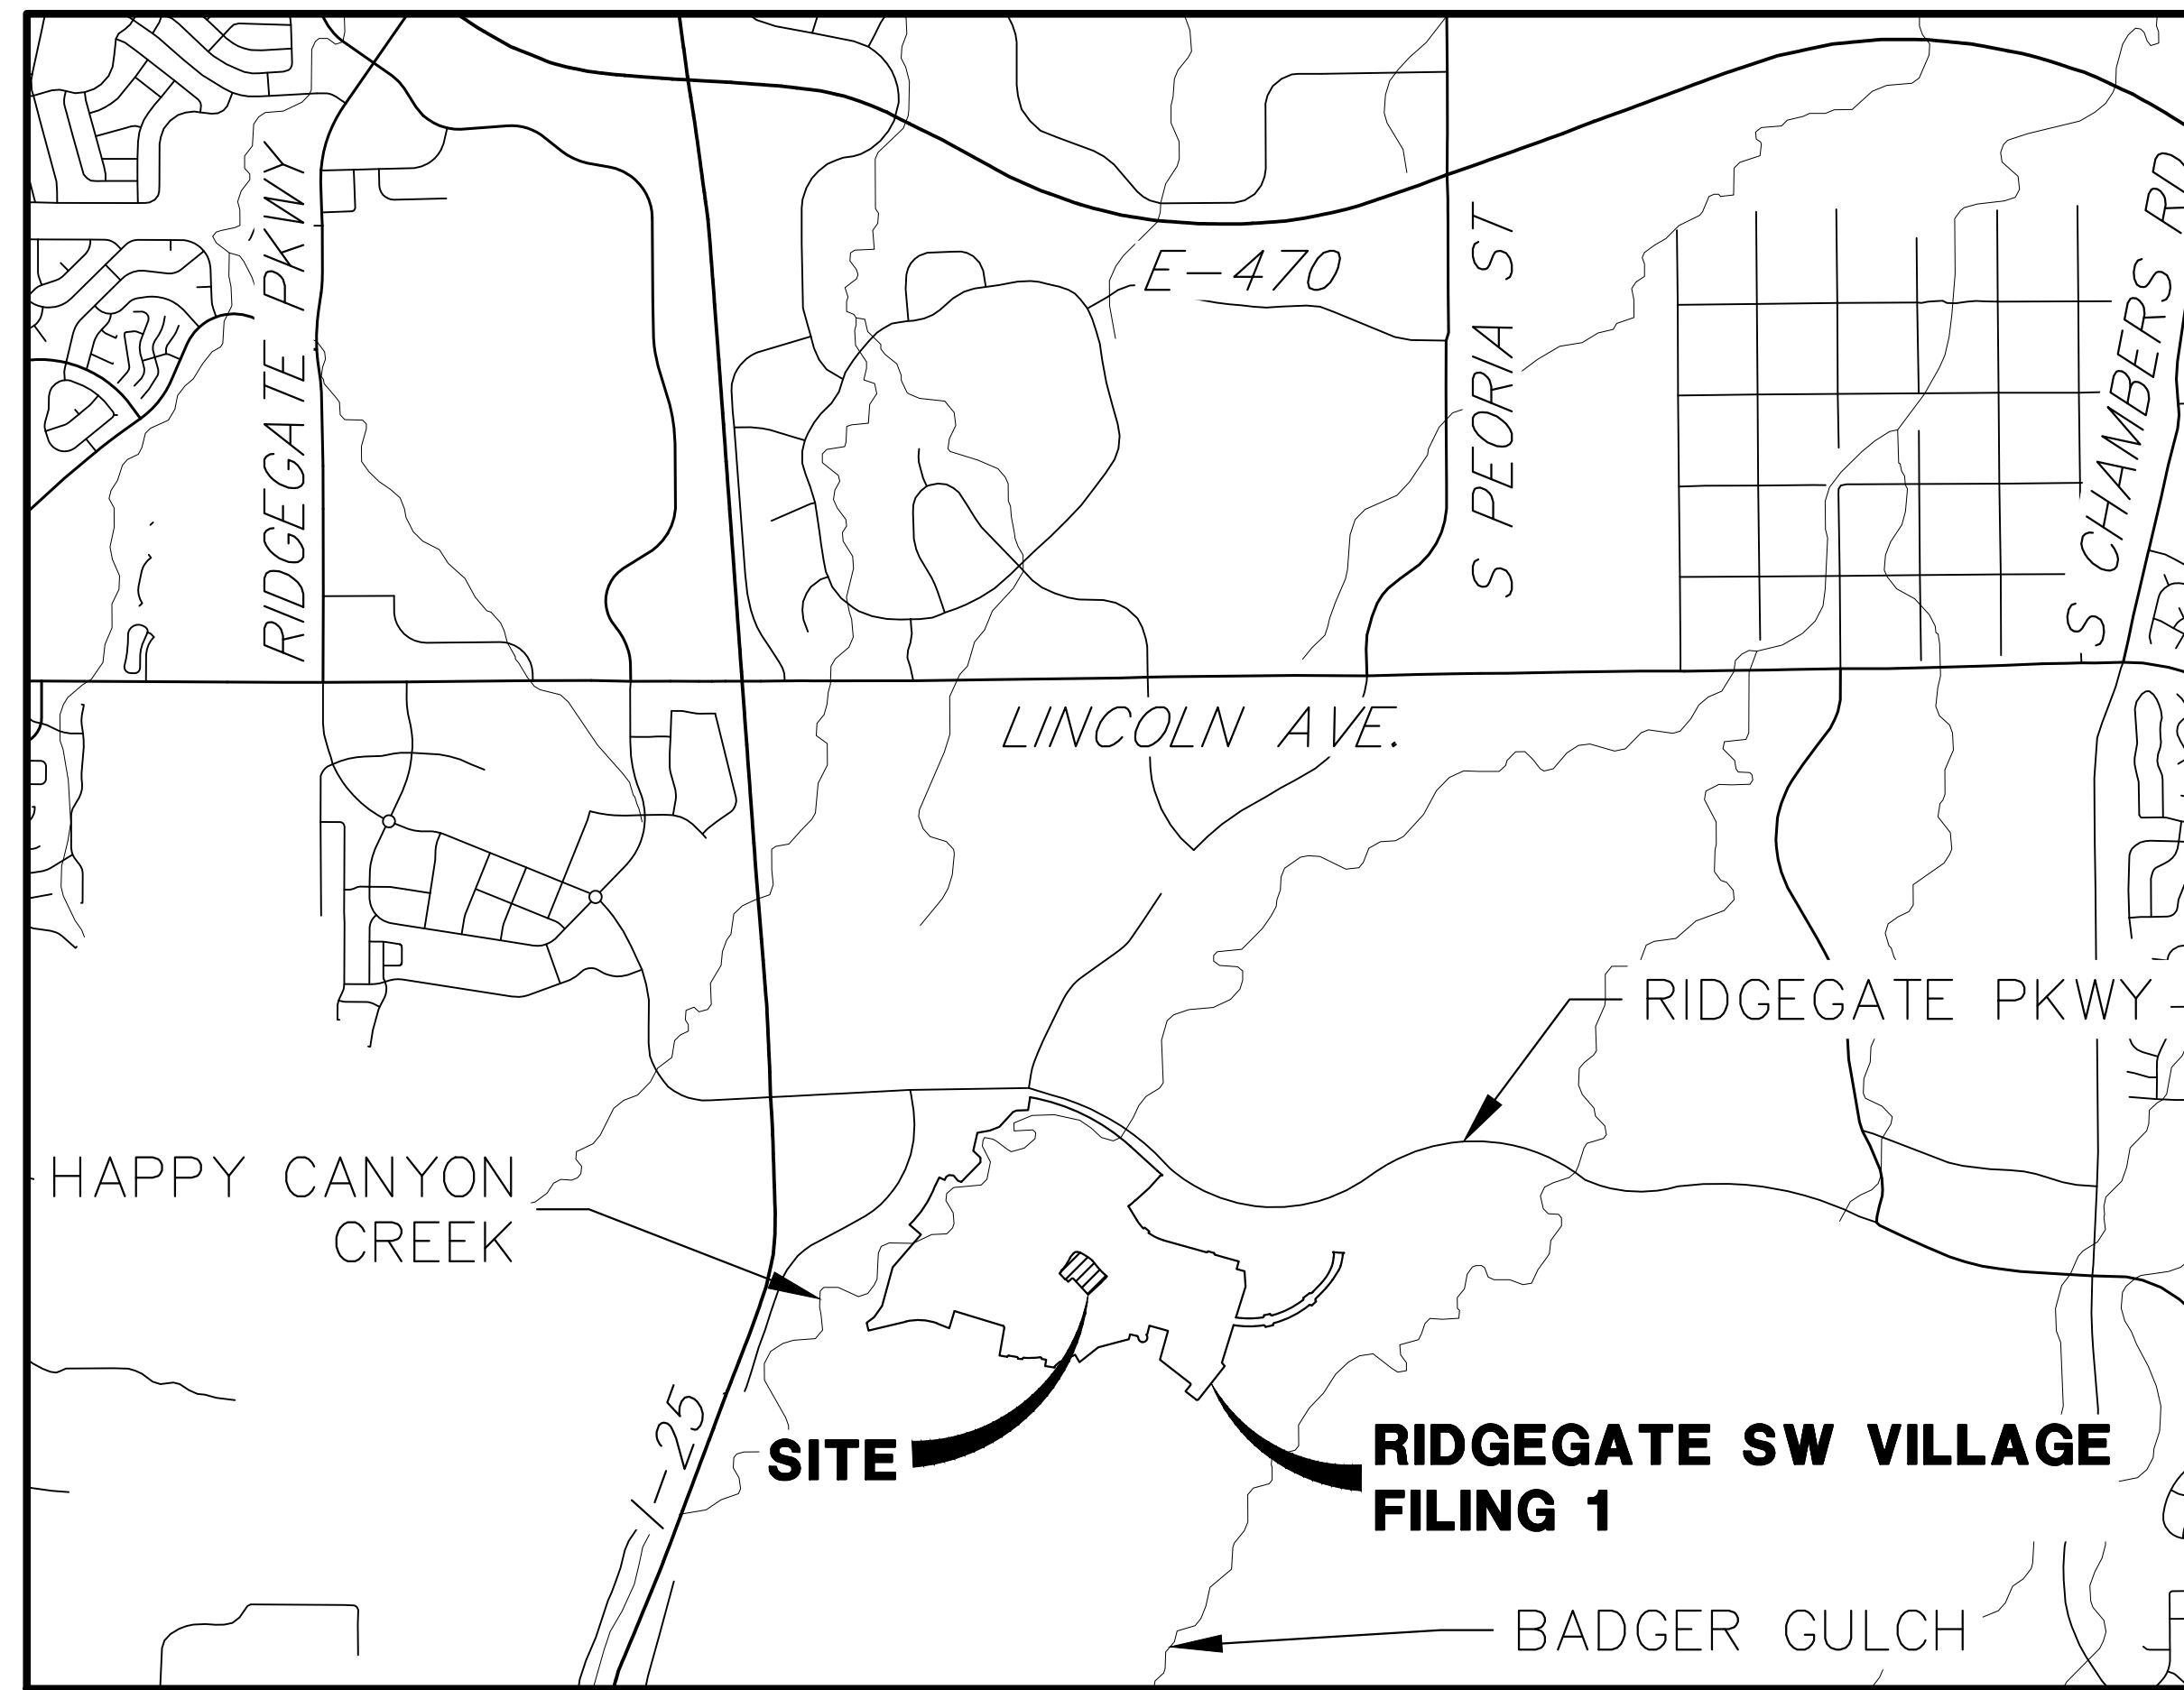 RIDGEGATE PKWY
E-470
S PEORIA ST
S CHAMBERS RD
LINCOLN AVE.
RIDGEGATE PKWY
HAPPY CANYON
CREEK
I-25
SITE
RIDGEGATE SW VILLAGE
FILING 1
BADGER GULCH